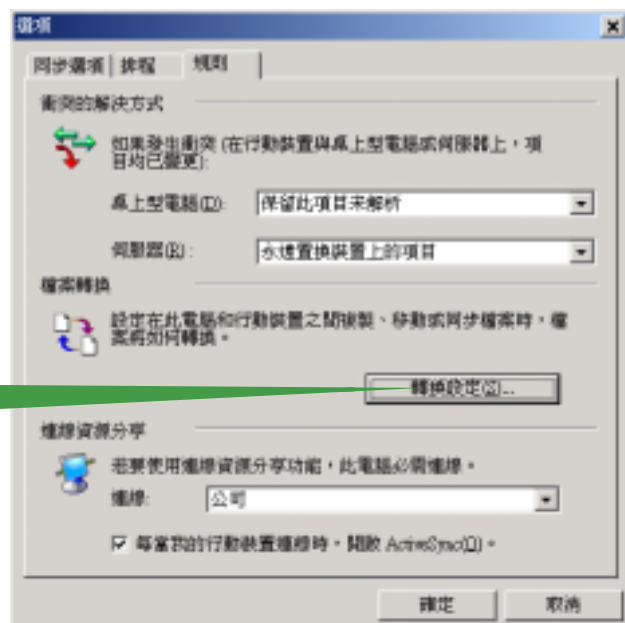 選項
同步選項 排程 規則
衝突的解決方式
如果發生衝突 (在行動裝置與桌上型電腦或伺服器上，項
目均已變更):
桌上型電腦(D): 保留此項目未解析
伺服器(R): 永遠置換裝置上的項目
檔案轉換
設定在此電腦和行動裝置之間複製、移動或同步檔案時，檔
案將如何轉換。
轉換設定(S)...
連線資源分享
若要使用連線資源分享功能，此電腦必需連線。
連線: 公司
每當我的行動裝置連線時，開啟 ActiveSync(O)。
確定 取消